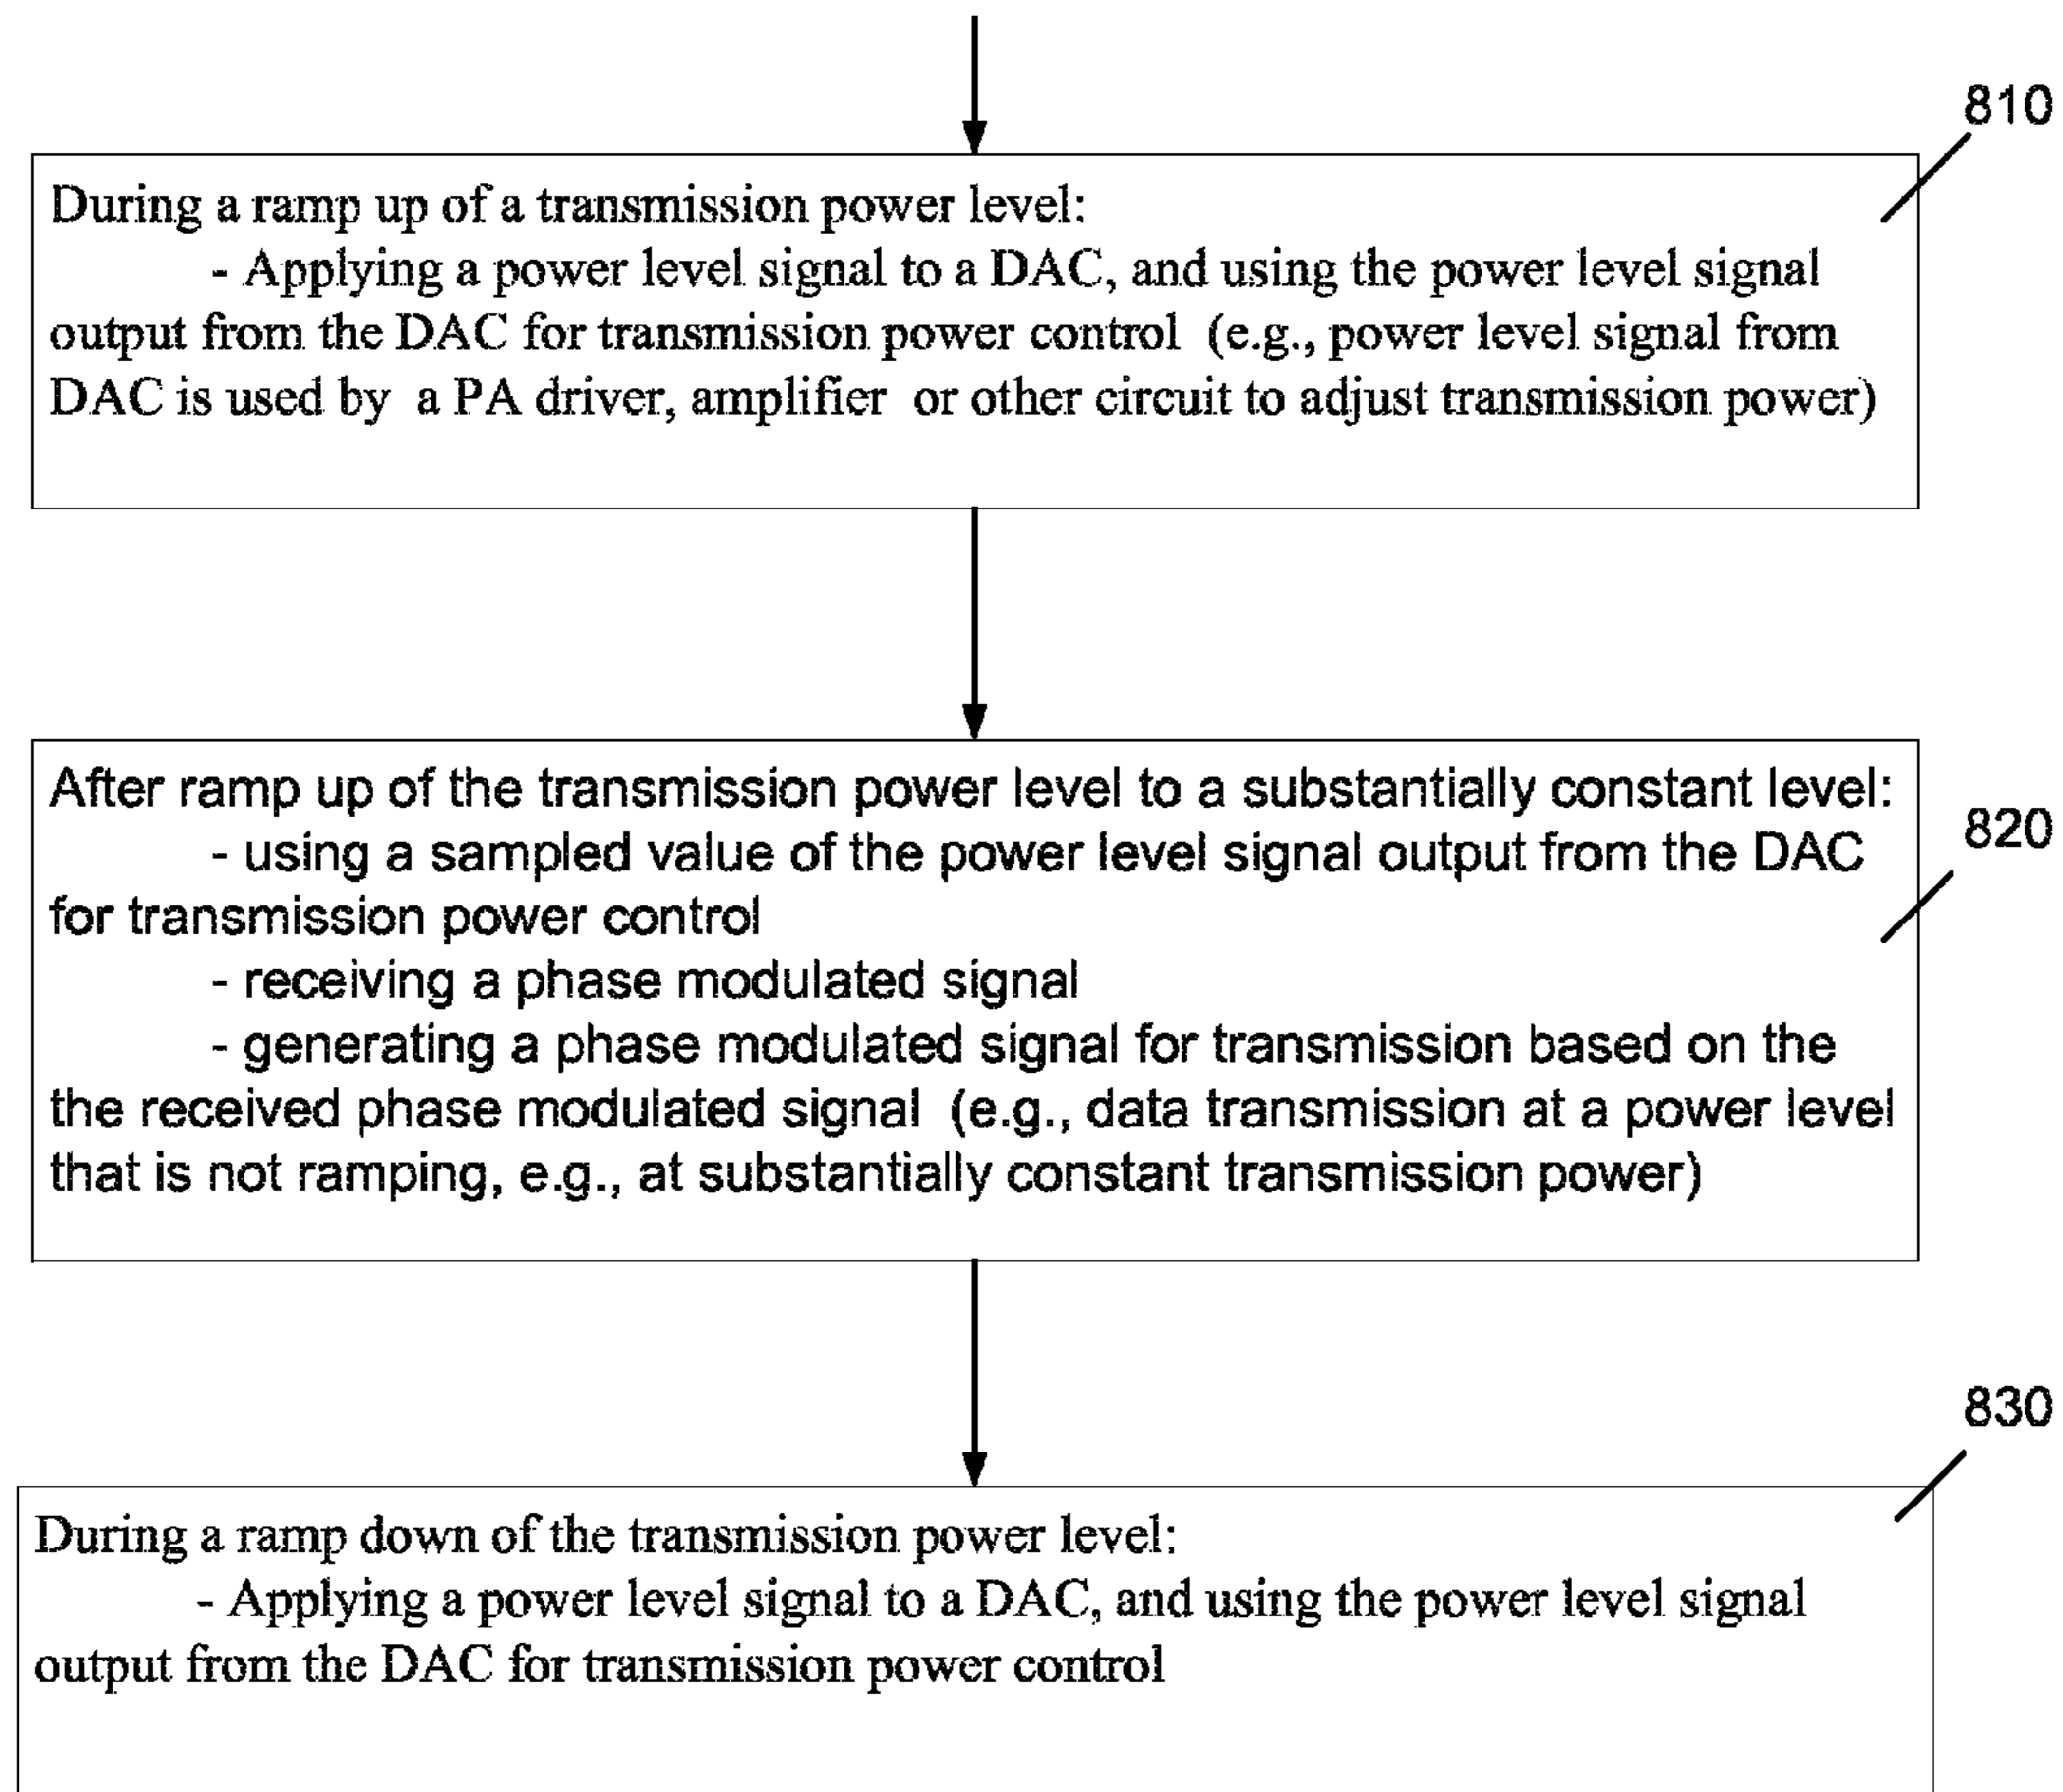 810
During a ramp up of a transmission power level:
- Applying a power level signal to a DAC, and using the power level signal
output from the DAC for transmission power control (e.g., power level signal from
DAC is used by a PA driver, amplifier or other circuit to adjust transmission power)
After ramp up of the transmission power level to a substantially constant level:
820
- using a sampled value of the power level signal output from the DAC
for transmission power control
- receiving a phase modulated signal
- generating a phase modulated signal for transmission based on the
the received phase modulated signal (e.g., data transmission at a power level
that is not ramping, e.g., at substantially constant transmission power)
830
During a ramp down of the transmission power level:
- Applying a power level signal to a DAC, and using the power level signal
output from the DAC for transmission power control